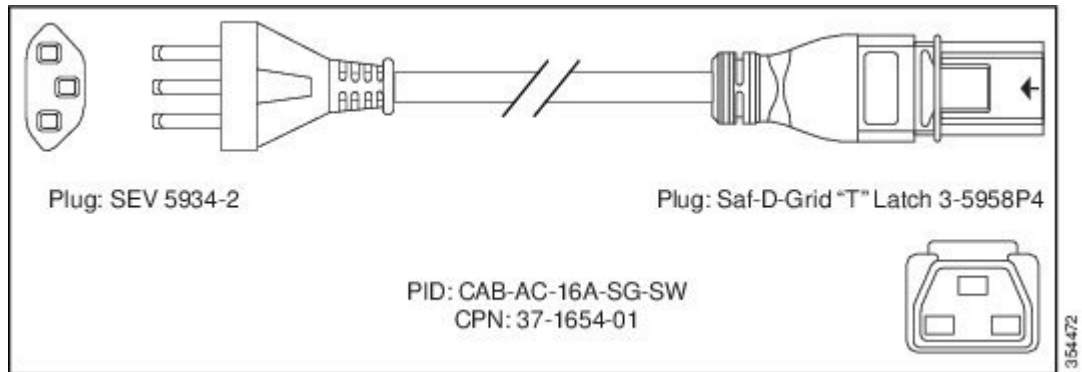 Plug: SEV 5934-2
Plug: Saf-D-Grid “T” Latch 3-5958P4
PID: CAB-AC-16A-SG-SW
CPN: 37-1654-01
354472